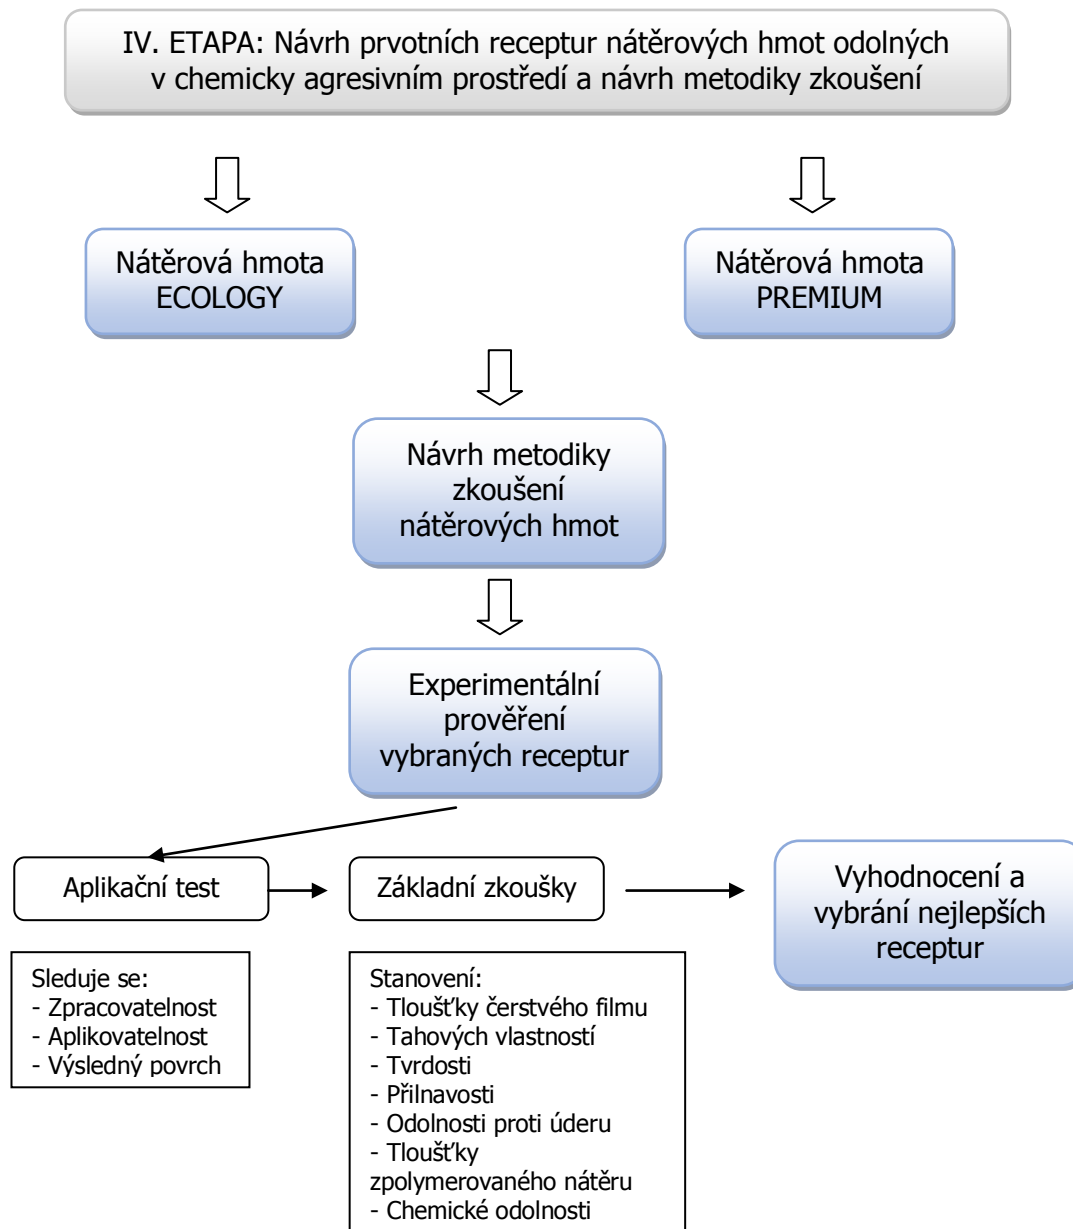 IV. ETAPA: Návrh prvotních receptur nátěrových hmot odolných
v chemicky agresivním prostředí a návrh metodiky zkoušení
Nátěrová hmota
ECOLOGY
Nátěrová hmota
PREMIUM
Návrh metodiky
zkoušení
nátěrových hmot
Experimentální
prověření
vybraných receptur
Aplikační test
Základní zkoušky
Vyhodnocení a
vybrání nejlepších
receptur
Sleduje se:
- Zpracovatelnost
- Aplikovatelnost
- Výsledný povrch
Stanovení:
- Tloušťky čerstvého filmu
- Tahových vlastností
- Tvrdosti
- Přilnavosti
- Odolnosti proti úderu
- Tloušťky
zpolymerovaného nátěru
- Chemické odolnosti